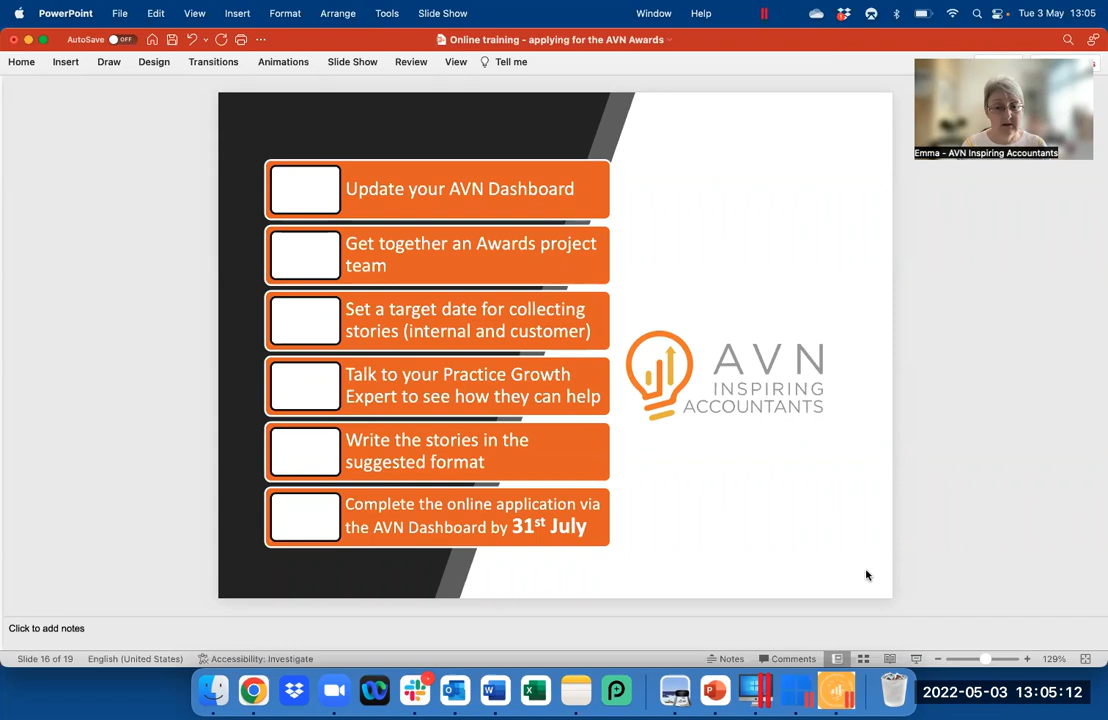 PowerPoint File Edit View Insert Format Arrange Tools Slide Show Window Help Tue 3 May 13:05
AutoSave OFF Online training - applying for the AVN Awards
Home Insert Draw Design Transitions Animations Slide Show Review View Tell me
Emma - AVN Inspiring Accountants
Update your AVN Dashboard
Get together an Awards project
team
Set a target date for collecting
stories (internal and customer)
Talk to your Practice Growth
Expert to see how they can help
Write the stories in the
suggested format
Complete the online application via
the AVN Dashboard by 31st July
AVN
INSPIRING
ACCOUNTANTS
Click to add notes
Slide 16 of 19 English (United States) Accessibility: Investigate Notes Comments 129%
2022-05-03 13:05:12